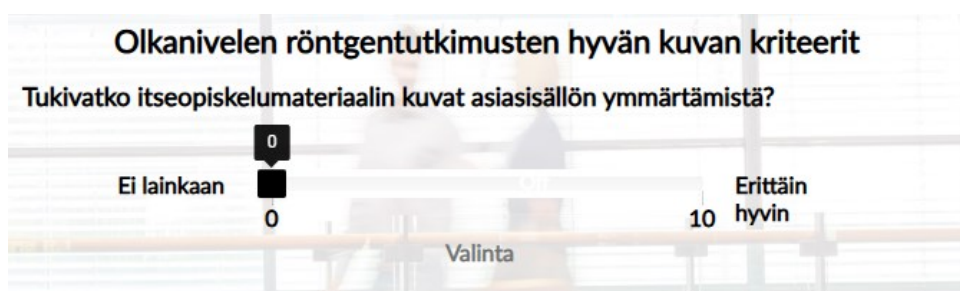 Olkanivelen röntgentutkimusten hyvän kuvan kriteerit
Tukivatko itseopiskelumateriaalin kuvat asiasisällön ymmärtämistä?
0
Ei lainkaan
Erittäin
hyvin
0
10
Valinta